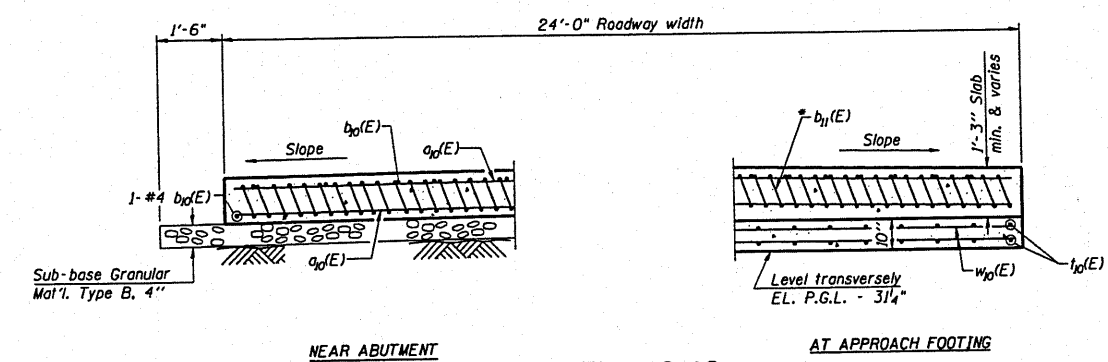 24'-0" Roadway width
1'-6"
1'-3" Slab
min. & varies
b10(E)
a10(E)
* b11(E)
Slope
Slope
1-#4 b10(E)
10"
a10(E)
w10(E)
t10(E)
Sub-base Granular
Mat'l. Type B. 4"
Level transversely
EL. P.G.L. - 31 1/4"
NEAR ABUTMENT
AT APPROACH FOOTING